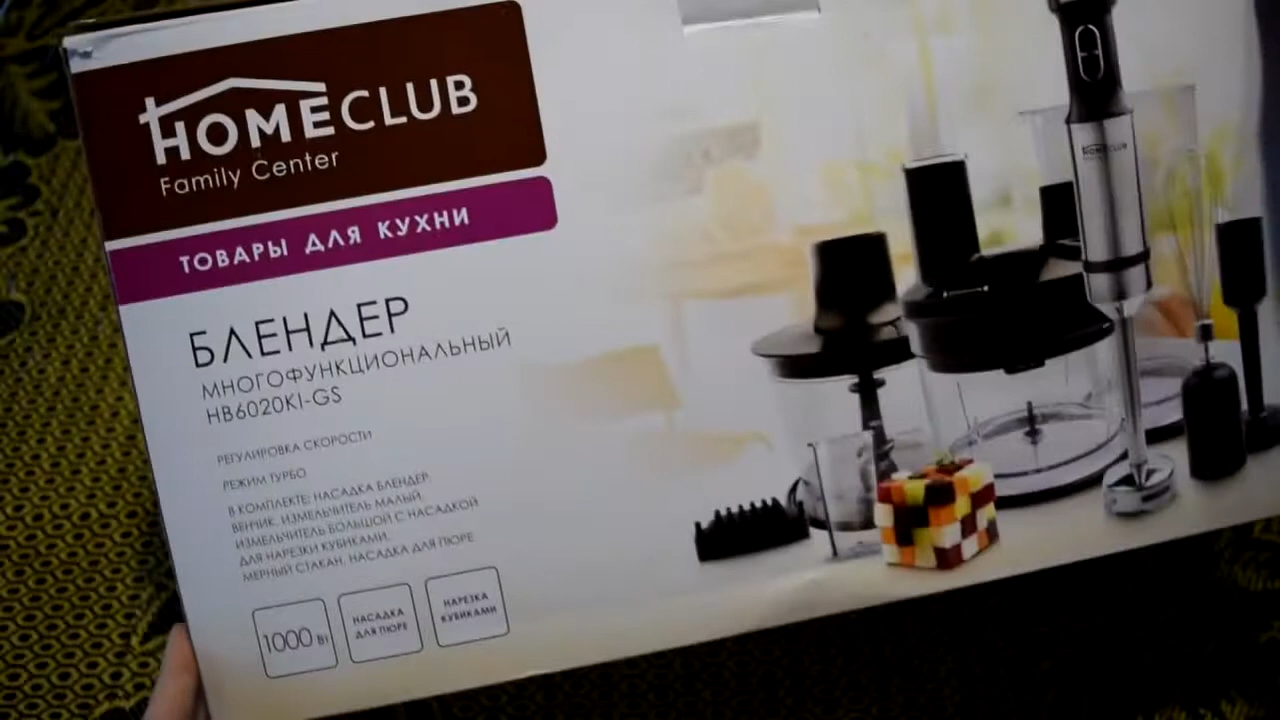 HOMECLUB
Family Center
ТОВАРЫ ДЛЯ КУХНИ
БЛЕНДЕР
МНОГОФУНКЦИОНАЛЬНЫЙ
HB6020KI-GS
РЕГУЛИРОВКА СКОРОСТИ
РЕЖИМ ТУРБО
В КОМПЛЕКТЕ: НАСАДКА БЛЕНДЕР,
ВЕНЧИК, ИЗМЕЛЬЧИТЕЛЬ МАЛЫЙ,
ИЗМЕЛЬЧИТЕЛЬ БОЛЬШОЙ С НАСАДКОЙ
ДЛЯ НАРЕЗКИ КУБИКАМИ,
МЕРНЫЙ СТАКАН, НАСАДКА ДЛЯ ПЮРЕ
1000 Вт
НАСАДКА
ДЛЯ ПЮРЕ
НАРЕЗКА
КУБИКАМИ
HOMECLUB